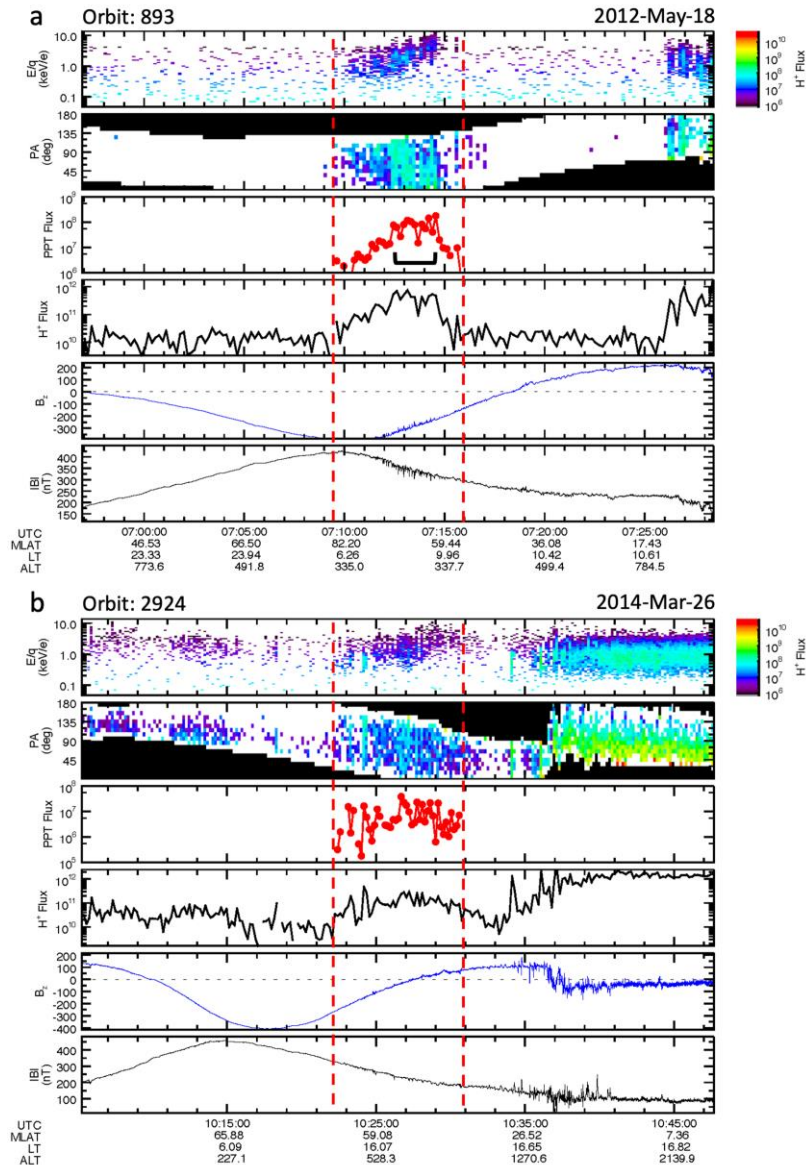 a Orbit: 893 2012-May-18
E/q (keV/e)
10.0
1.0
0.1
H+ Flux
10^10
10^9
10^8
10^7
10^6
PA (deg)
180
135
90
45
PPT Flux
10^9
10^8
10^7
10^6
H+ Flux
10^12
10^11
10^10
B_z
200
100
0
-100
-300
IBI (nT)
400
350
300
250
200
150
UTC 07:00:00 07:05:00 07:10:00 07:15:00 07:20:00 07:25:00
MLAT 46.53 66.50 82.20 59.44 36.08 17.43
LT 23.33 23.94 6.26 9.96 10.42 10.61
ALT 773.6 491.8 335.0 337.7 499.4 784.5
b Orbit: 2924 2014-Mar-26
E/q (keV/e)
10.0
1.0
0.1
H+ Flux
10^10
10^9
10^8
10^7
10^6
PA (deg)
180
135
90
45
PPT Flux
10^8
10^7
10^6
10^5
H+ Flux
10^12
10^11
10^10
B_z
200
100
0
-100
-200
-300
-400
IBI (nT)
400
300
200
100
UTC 10:15:00 10:25:00 10:35:00 10:45:00
MLAT 65.88 59.08 26.52 7.36
LT 6.09 16.07 16.65 16.82
ALT 227.1 528.3 1270.6 2139.9